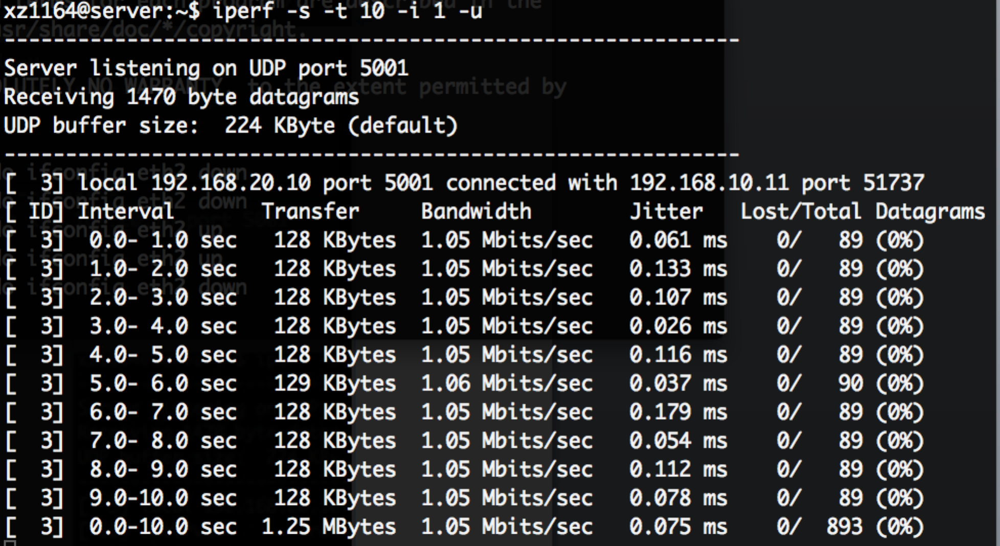 xz1164@server:~$ iperf -s -t 10 -i 1 -u
------------------------------------------------------------
Server listening on UDP port 5001
Receiving 1470 byte datagrams
UDP buffer size:  224 KByte (default)
------------------------------------------------------------
[  3] local 192.168.20.10 port 5001 connected with 192.168.10.11 port 51737
[ ID] Interval       Transfer     Bandwidth        Jitter   Lost/Total Datagrams
[  3]  0.0- 1.0 sec   128 KBytes  1.05 Mbits/sec   0.061 ms    0/   89 (0%)
[  3]  1.0- 2.0 sec   128 KBytes  1.05 Mbits/sec   0.133 ms    0/   89 (0%)
[  3]  2.0- 3.0 sec   128 KBytes  1.05 Mbits/sec   0.107 ms    0/   89 (0%)
[  3]  3.0- 4.0 sec   128 KBytes  1.05 Mbits/sec   0.026 ms    0/   89 (0%)
[  3]  4.0- 5.0 sec   128 KBytes  1.05 Mbits/sec   0.116 ms    0/   89 (0%)
[  3]  5.0- 6.0 sec   129 KBytes  1.06 Mbits/sec   0.037 ms    0/   90 (0%)
[  3]  6.0- 7.0 sec   128 KBytes  1.05 Mbits/sec   0.179 ms    0/   89 (0%)
[  3]  7.0- 8.0 sec   128 KBytes  1.05 Mbits/sec   0.054 ms    0/   89 (0%)
[  3]  8.0- 9.0 sec   128 KBytes  1.05 Mbits/sec   0.112 ms    0/   89 (0%)
[  3]  9.0-10.0 sec   128 KBytes  1.05 Mbits/sec   0.078 ms    0/   89 (0%)
[  3]  0.0-10.0 sec  1.25 MBytes  1.05 Mbits/sec   0.075 ms    0/  893 (0%)